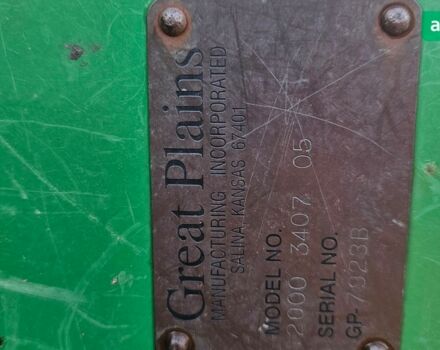 Great Plains
MANUFACTURING INCORPORATED
SALINA, KANSAS 67401
MODEL NO.
2000 3407 05
SERIAL NO.
GP-7923B
a